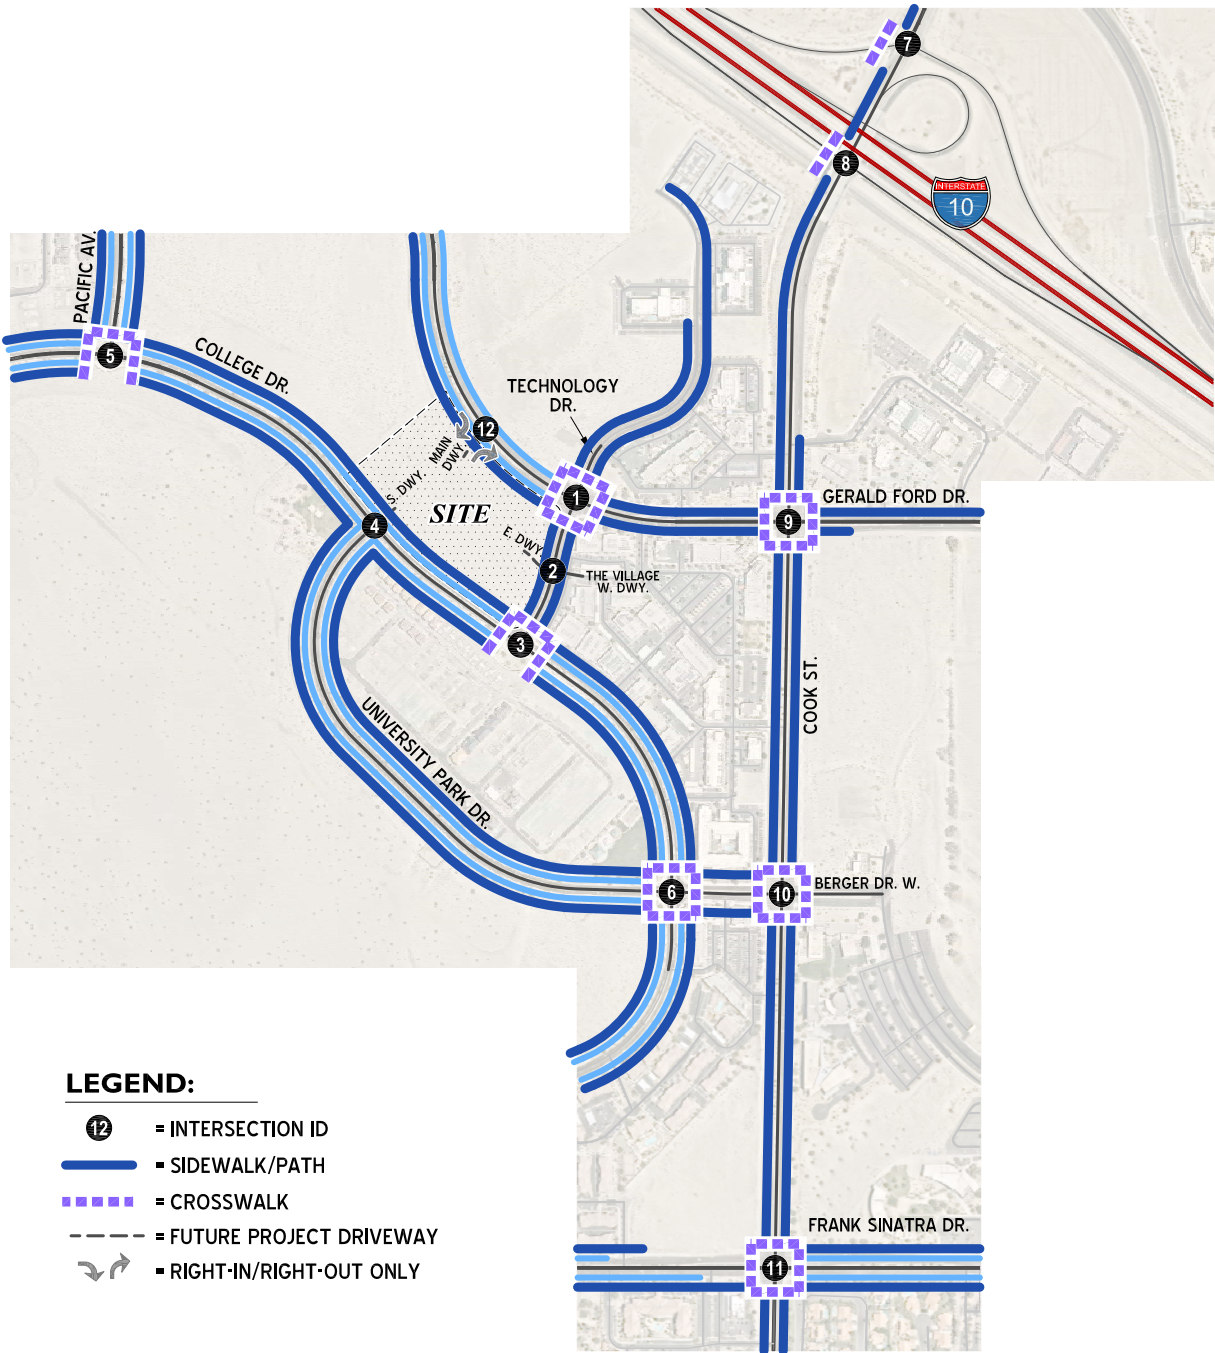 7
8
INTERSTATE
10
PACIFIC AV.
5
COLLEGE DR.
TECHNOLOGY
DR.
12
MAIN
DWY.
S. DWY.
SITE
1
GERALD FORD DR.
9
4
E. DWY.
2
THE VILLAGE
W. DWY.
3
COOK ST.
UNIVERSITY PARK DR.
6
10
BERGER DR. W.
LEGEND:
12 = INTERSECTION ID
= SIDEWALK/PATH
= CROSSWALK
= FUTURE PROJECT DRIVEWAY
= RIGHT-IN/RIGHT-OUT ONLY
FRANK SINATRA DR.
11